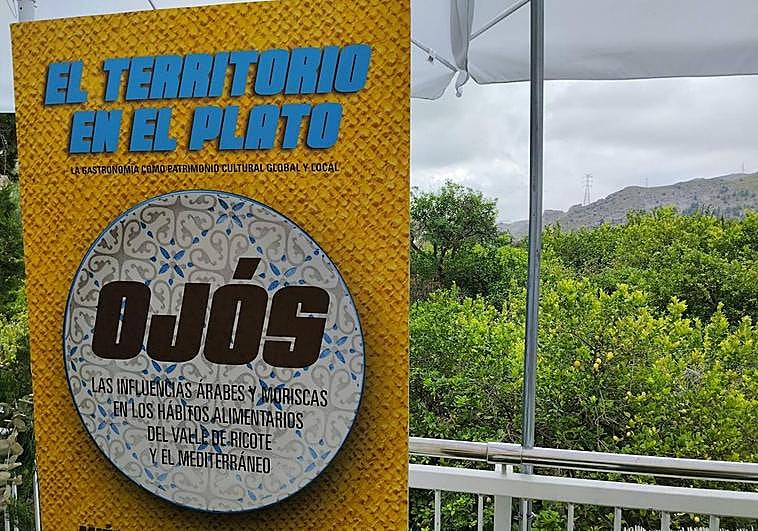 EL TERRITORIO
EN EL PLATO
LA GASTRONOMÍA COMO PATRIMONIO CULTURAL GLOBAL Y LOCAL
OJÓS
LAS INFLUENCIAS ÁRABES Y MORISCAS
EN LOS HÁBITOS ALIMENTARIOS
DEL VALLE DE RICOTE
Y EL MEDITERRÁNEO